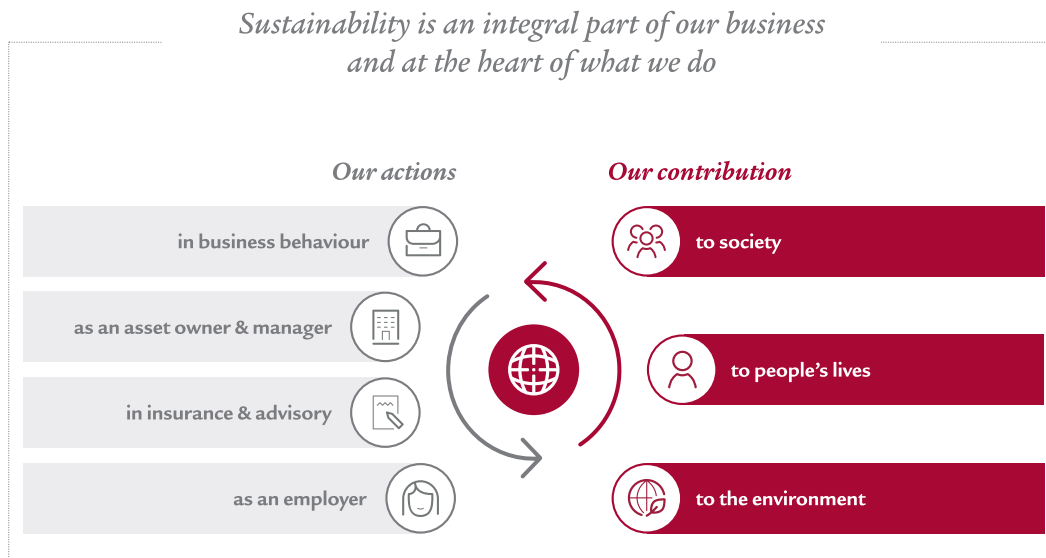 Sustainability is an integral part of our business
and at the heart of what we do
Our actions
in business behaviour
as an asset owner & manager
in insurance & advisory
as an employer
Our contribution
to society
to people’s lives
to the environment